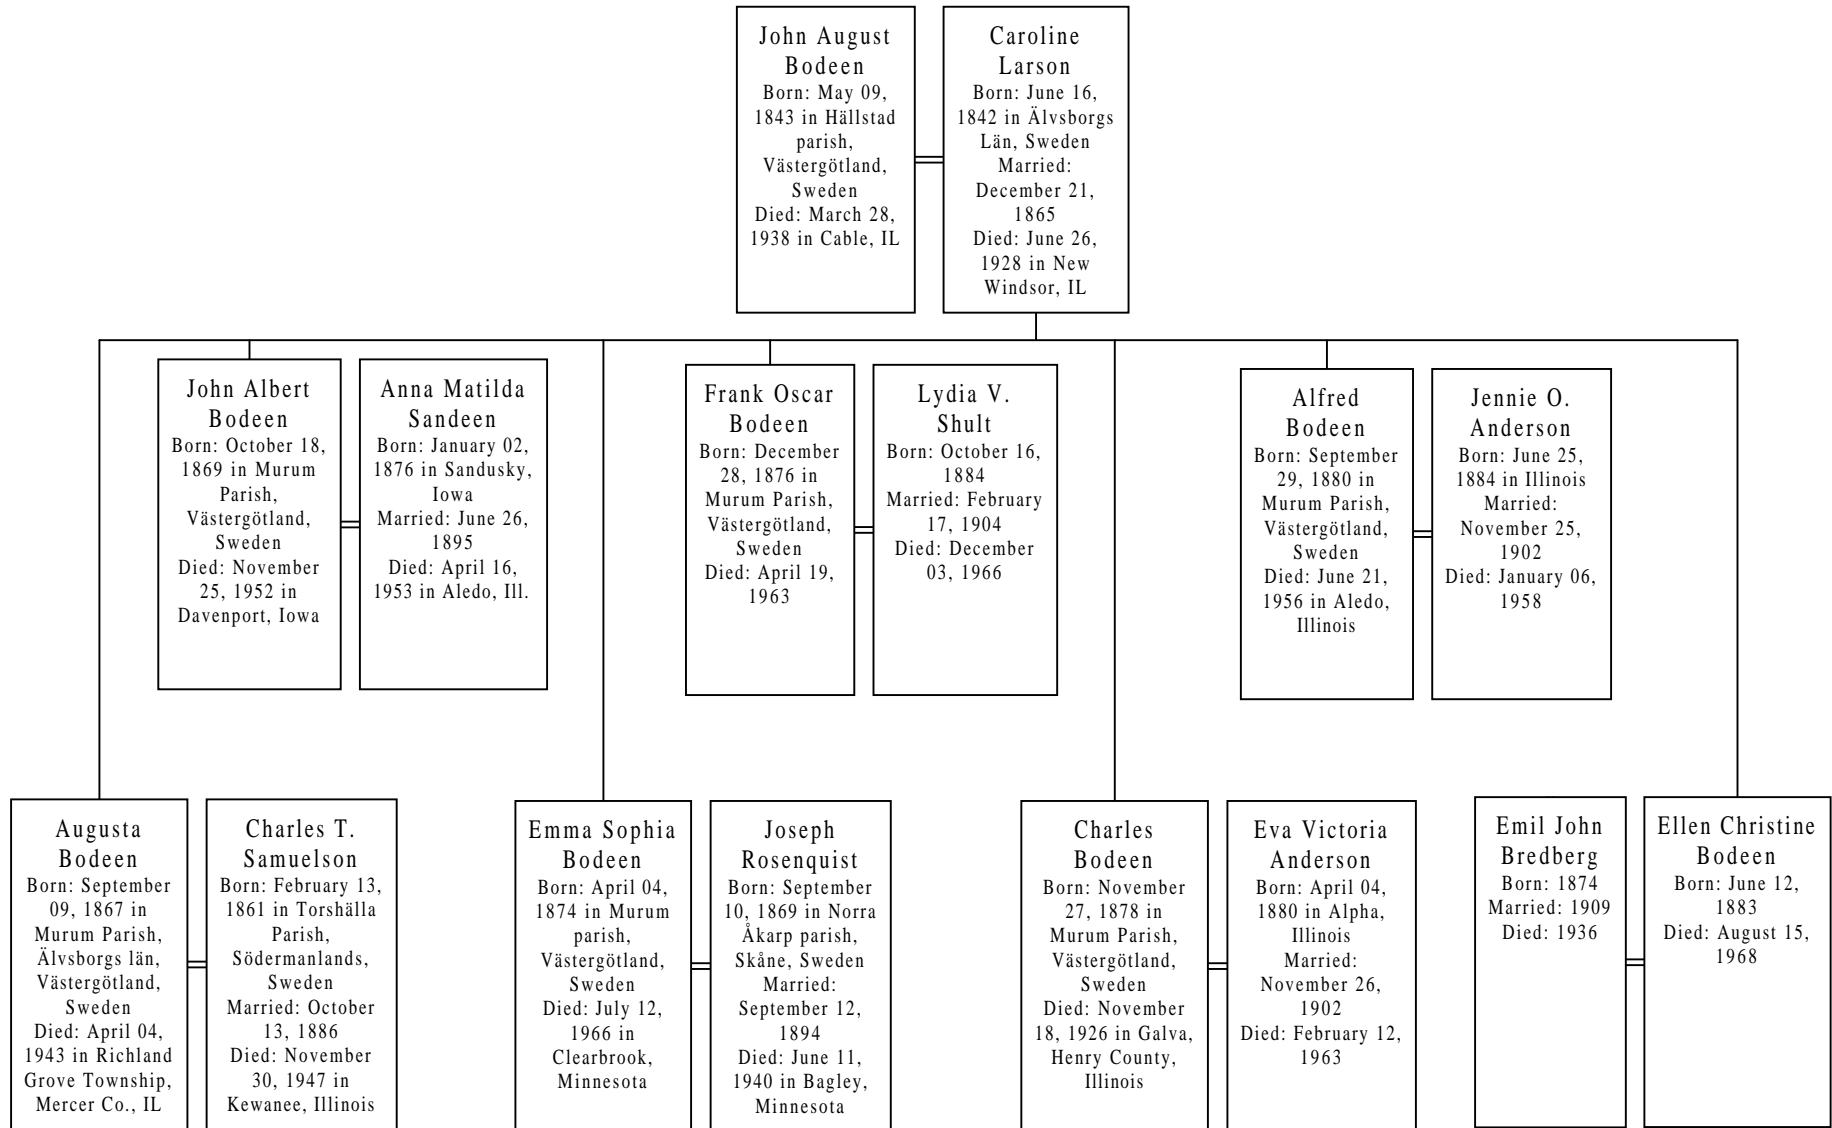 John August
Bodeen
Born: May 09,
1843 in Hällstad
parish,
Västergötland,
Sweden
Died: March 28,
1938 in Cable, IL
Caroline
Larson
Born: June 16,
1842 in Älvsborgs
Län, Sweden
Married:
December 21,
1865
Died: June 26,
1928 in New
Windsor, IL
John Albert
Bodeen
Born: October 18,
1869 in Murum
Parish,
Västergötland,
Sweden
Died: November
25, 1952 in
Davenport, Iowa
Anna Matilda
Sandeen
Born: January 02,
1876 in Sandusky,
Iowa
Married: June 26,
1895
Died: April 16,
1953 in Aledo, Ill.
Frank Oscar
Bodeen
Born: December
28, 1876 in
Murum Parish,
Västergötland,
Sweden
Died: April 19,
1963
Lydia V.
Shult
Born: October 16,
1884
Married: February
17, 1904
Died: December
03, 1966
Alfred
Bodeen
Born: September
29, 1880 in
Murum Parish,
Västergötland,
Sweden
Died: June 21,
1956 in Aledo,
Illinois
Jennie O.
Anderson
Born: June 25,
1884 in Illinois
Married:
November 25,
1902
Died: January 06,
1958
Augusta
Bodeen
Born: September
09, 1867 in
Murum Parish,
Älvsborgs län,
Västergötland,
Sweden
Died: April 04,
1943 in Richland
Grove Township,
Mercer Co., IL
Charles T.
Samuelson
Born: February 13,
1861 in Torshälla
Parish,
Södermanlands,
Sweden
Married: October
13, 1886
Died: November
30, 1947 in
Kewanee, Illinois
Emma Sophia
Bodeen
Born: April 04,
1874 in Murum
parish,
Västergötland,
Sweden
Died: July 12,
1966 in
Clearbrook,
Minnesota
Joseph
Rosenquist
Born: September
10, 1869 in Norra
Åkarp parish,
Skåne, Sweden
Married:
September 12,
1894
Died: June 11,
1940 in Bagley,
Minnesota
Charles
Bodeen
Born: November
27, 1878 in
Murum Parish,
Västergötland,
Sweden
Died: November
18, 1926 in Galva,
Henry County,
Illinois
Eva Victoria
Anderson
Born: April 04,
1880 in Alpha,
Illinois
Married:
November 26,
1902
Died: February 12,
1963
Emil John
Bredberg
Born: 1874
Married: 1909
Died: 1936
Ellen Christine
Bodeen
Born: June 12,
1883
Died: August 15,
1968